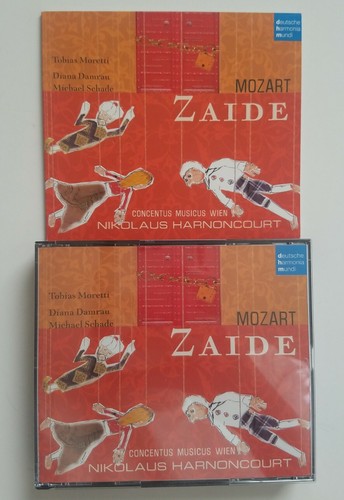 deutsche
harmonia
mundi
Tobias Moretti
MOZART
Diana Damrau
Michael Schade
ZAIDE
CONCENTUS MUSICUS WIEN
NIKOLAUS HARNONCOURT
deutsche
harmonia
mundi
Tobias Moretti
Diana Damrau
MOZART
Michael Schade
ZAIDE
CONCENTUS MUSICUS WIEN
NIKOLAUS HARNONCOURT